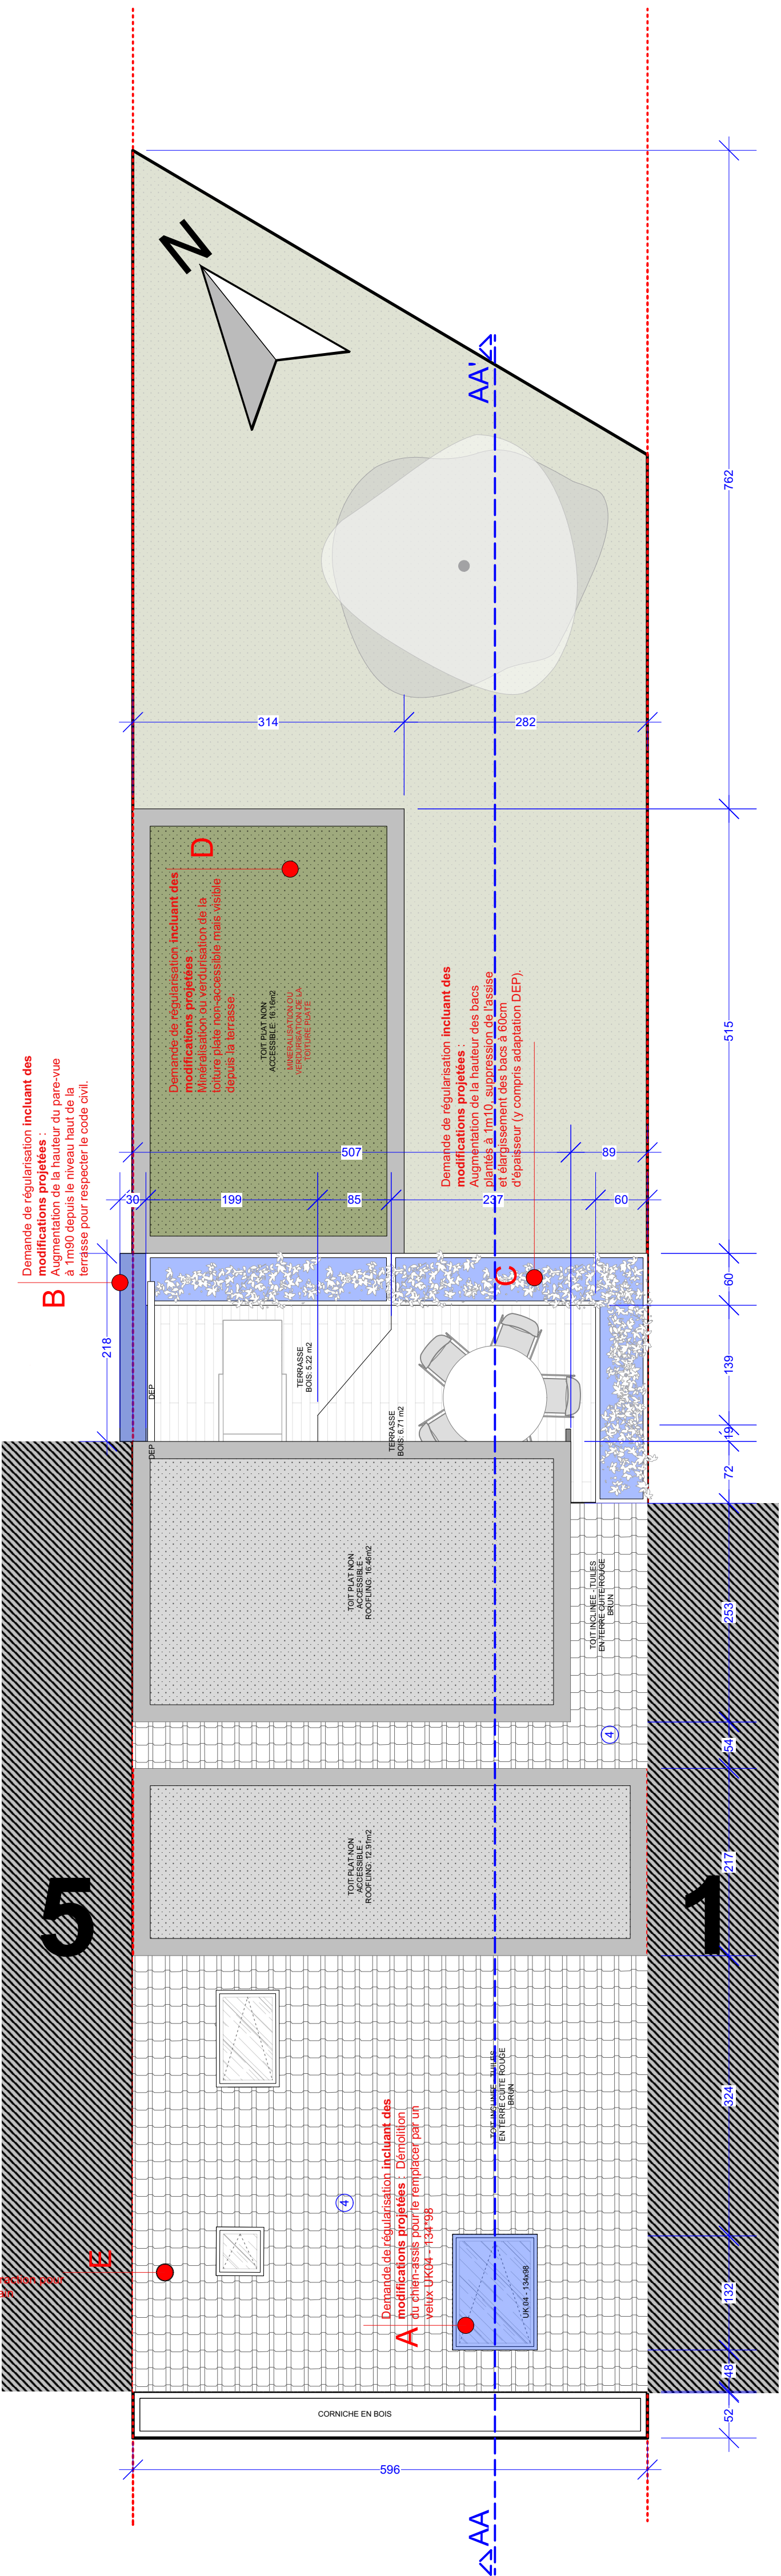 N
AA'
762
314
282
D
Demande de régularisation incluant des
modifications projetées :
Minérelisation ou verdurisation de la
toiture plate non-accessible mais visible
depuis la terrasse.
TOIT PLAT NON
ACCESSIBLE: 16.16m2
MINERALISATION OU
VERDURISATION DE LA
TOITURE PLATE
515
B
Demande de régularisation incluant des
modifications projetées :
Augmentation de la hauteur du pare-vue
à 1m90 depuis le niveau haut de la
terrasse pour respecter le code civil.
C
Demande de régularisation incluant des
modifications projetées :
Augmentation de la hauteur des bacs
plantés à 1m10, suppression de l'assise
et élargissement des bacs à 60cm
d'épaisseur (y compris adaptation DEP).
507
89
30
199
85
237
60
218
60
139
19
72
DEP
DEP
TERRASSE
BOIS: 5.22 m2
TERRASSE
BOIS: 6.71 m2
TOIT PLAT NON
ACCESSIBLE -
ROOFLING: 16.46m2
TOIT INCLINEE - TUILES
EN TERRE CUITE ROUGE
BRUN
253
4
54
TOIT PLAT NON
ACCESSIBLE -
ROOFLING: 12.91m2
217
5
1
TOIT INCLINEE - TUILES
EN TERRE CUITE ROUGE
BRUN
324
4
E
A
Demande de régularisation incluant des
modifications projetées : Démolition
du chien-assis pour le remplacer par un
velux UK04 - 134*98
UK 04 - 134x98
132
48
52
CORNICHE EN BOIS
596
AA